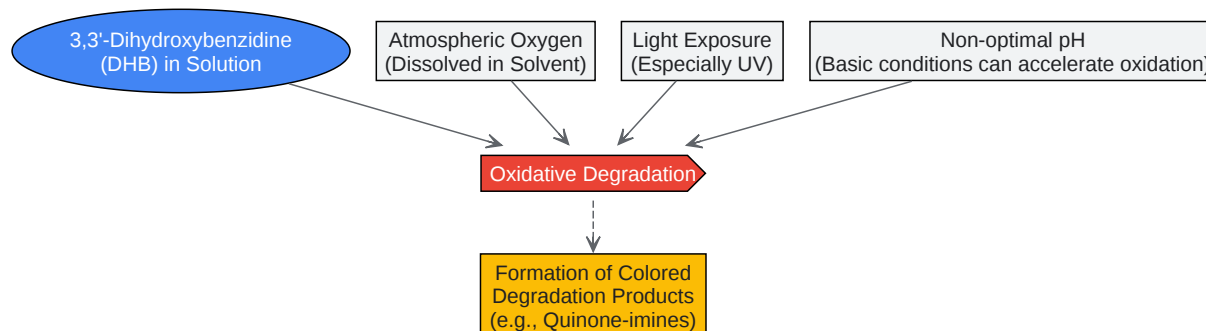 3,3'-Dihydroxybenzidine
(DHB) in Solution
Atmospheric Oxygen
(Dissolved in Solvent)
Light Exposure
(Especially UV)
Non-optimal pH
(Basic conditions can accelerate oxidation)
Oxidative Degradation
Formation of Colored
Degradation Products
(e.g., Quinone-imines)